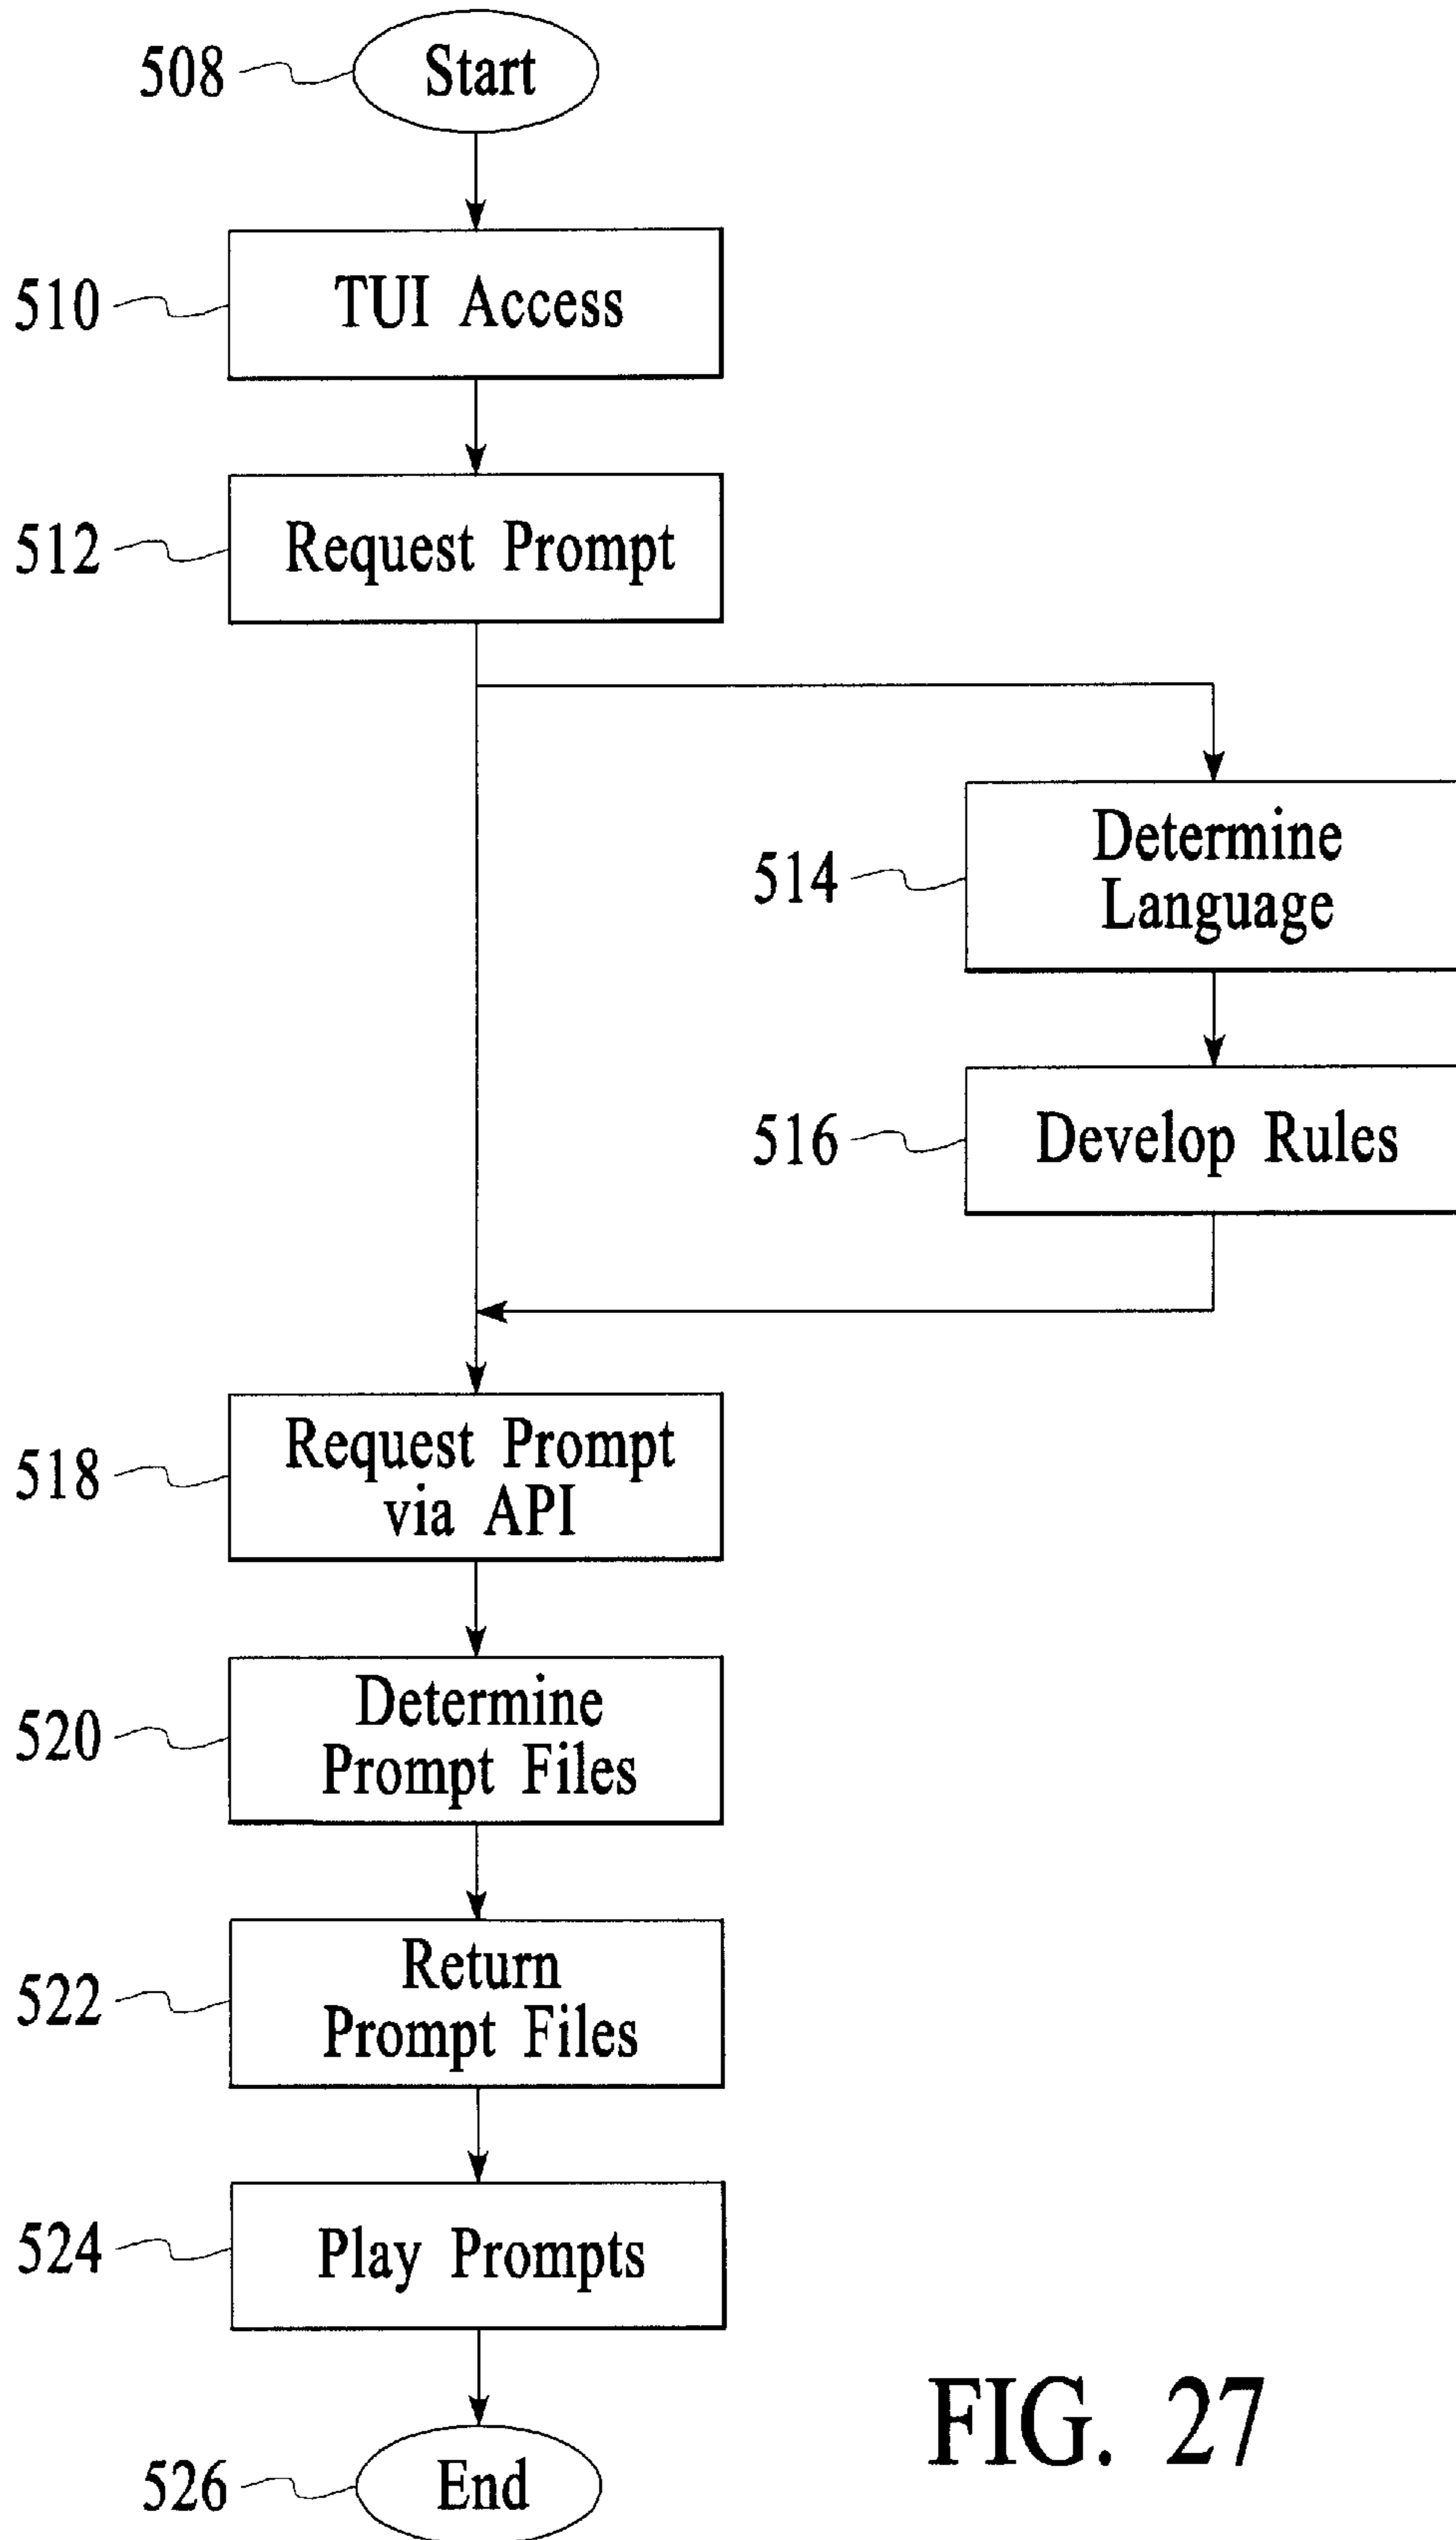 508
Start
510
TUI Access
512
Request Prompt
514
Determine
Language
516
Develop Rules
518
Request Prompt
via API
520
Determine
Prompt Files
522
Return
Prompt Files
524
Play Prompts
526
End
FIG. 27